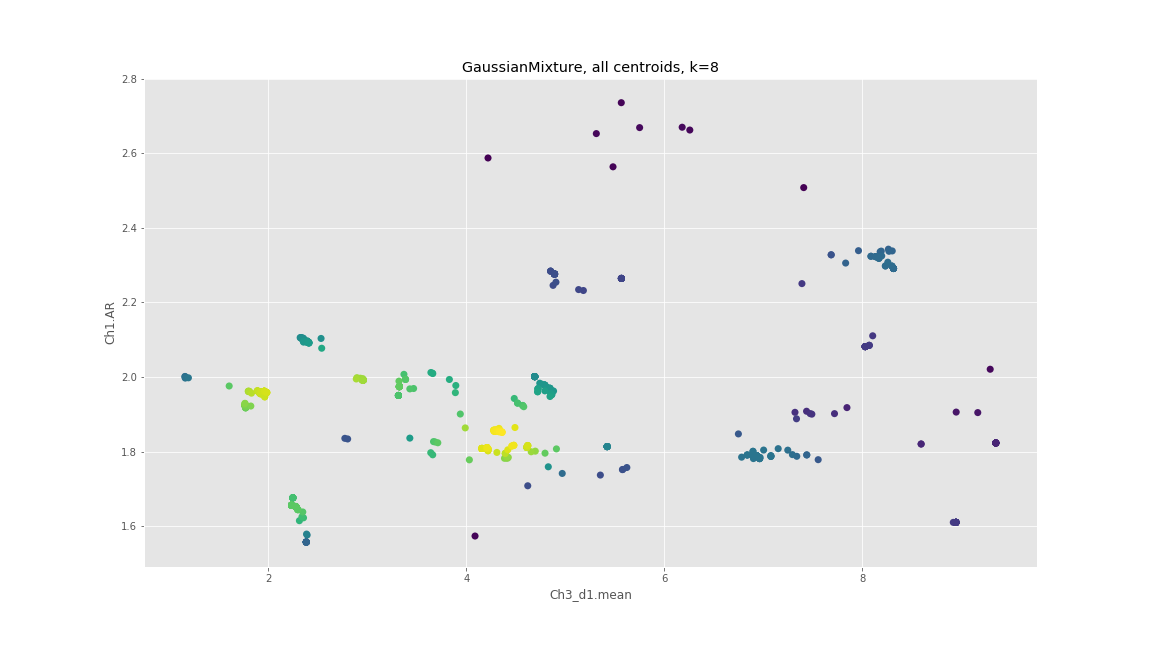 GaussianMixture, all centroids, k=8
2.8
2.6
2.4
2.2
2.0
1.8
1.6
Ch1.AR
2 4 6 8
Ch3_d1.mean